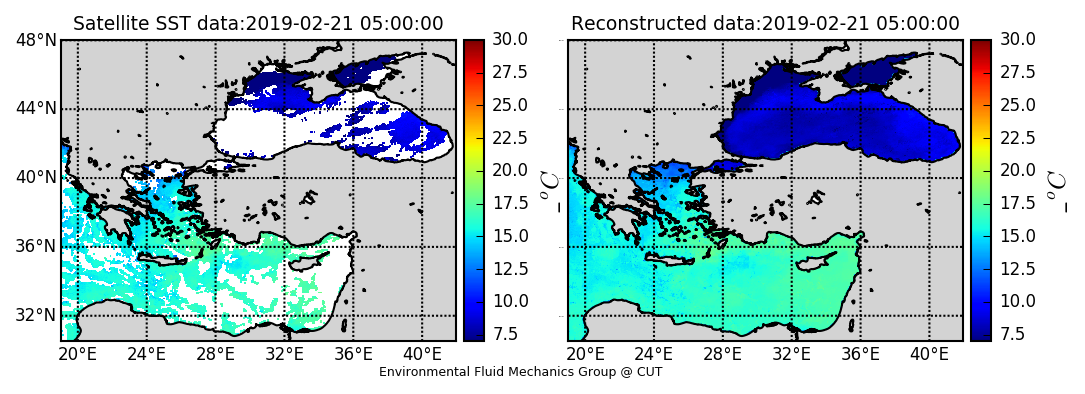 Satellite SST data:2019-02-21 05:00:00
48°N
44°N
40°N
36°N
32°N
20°E 24°E 28°E 32°E 36°E 40°E
30.0
27.5
25.0
22.5
20.0
17.5
15.0
12.5
10.0
7.5
_ °C
Reconstructed data:2019-02-21 05:00:00
20°E 24°E 28°E 32°E 36°E 40°E
30.0
27.5
25.0
22.5
20.0
17.5
15.0
12.5
10.0
7.5
_ °C
Environmental Fluid Mechanics Group @ CUT